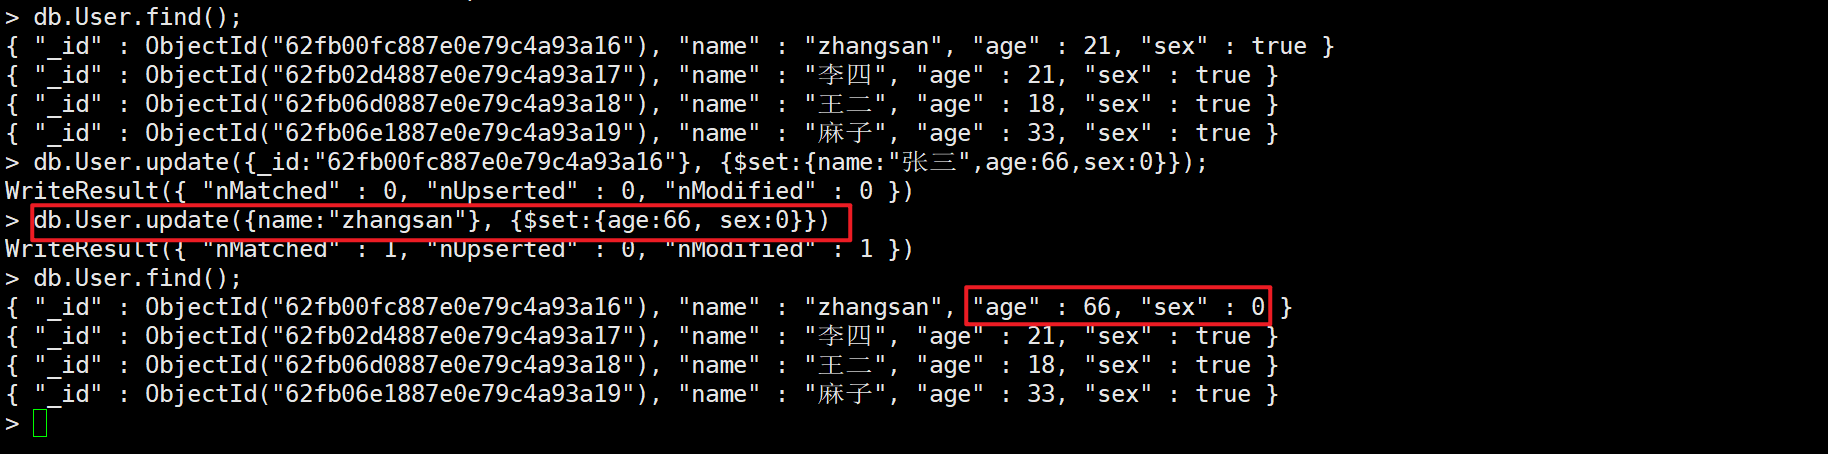 > db.User.find();
{ "_id" : ObjectId("62fb00fc887e0e79c4a93a16"), "name" : "zhangsan", "age" : 21, "sex" : true }
{ "_id" : ObjectId("62fb02d4887e0e79c4a93a17"), "name" : "李四", "age" : 21, "sex" : true }
{ "_id" : ObjectId("62fb06d0887e0e79c4a93a18"), "name" : "王二", "age" : 18, "sex" : true }
{ "_id" : ObjectId("62fb06e1887e0e79c4a93a19"), "name" : "麻子", "age" : 33, "sex" : true }
> db.User.update({_id:"62fb00fc887e0e79c4a93a16"}, {$set:{name:"张三",age:66,sex:0}});
WriteResult({ "nMatched" : 0, "nUpserted" : 0, "nModified" : 0 })
> db.User.update({name:"zhangsan"}, {$set:{age:66, sex:0}})
WriteResult({ "nMatched" : 1, "nUpserted" : 0, "nModified" : 1 })
> db.User.find();
{ "_id" : ObjectId("62fb00fc887e0e79c4a93a16"), "name" : "zhangsan", "age" : 66, "sex" : 0 }
{ "_id" : ObjectId("62fb02d4887e0e79c4a93a17"), "name" : "李四", "age" : 21, "sex" : true }
{ "_id" : ObjectId("62fb06d0887e0e79c4a93a18"), "name" : "王二", "age" : 18, "sex" : true }
{ "_id" : ObjectId("62fb06e1887e0e79c4a93a19"), "name" : "麻子", "age" : 33, "sex" : true }
>